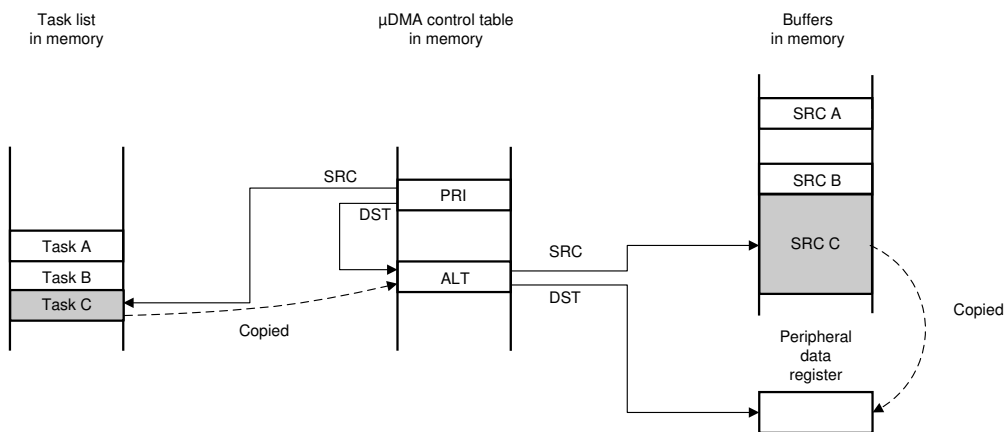 Task list
in memory
µDMA control table
in memory
Buffers
in memory
SRC A
SRC B
SRC C
SRC
PRI
DST
ALT
SRC
DST
Task A
Task B
Task C
Copied
Copied
Peripheral
data
register